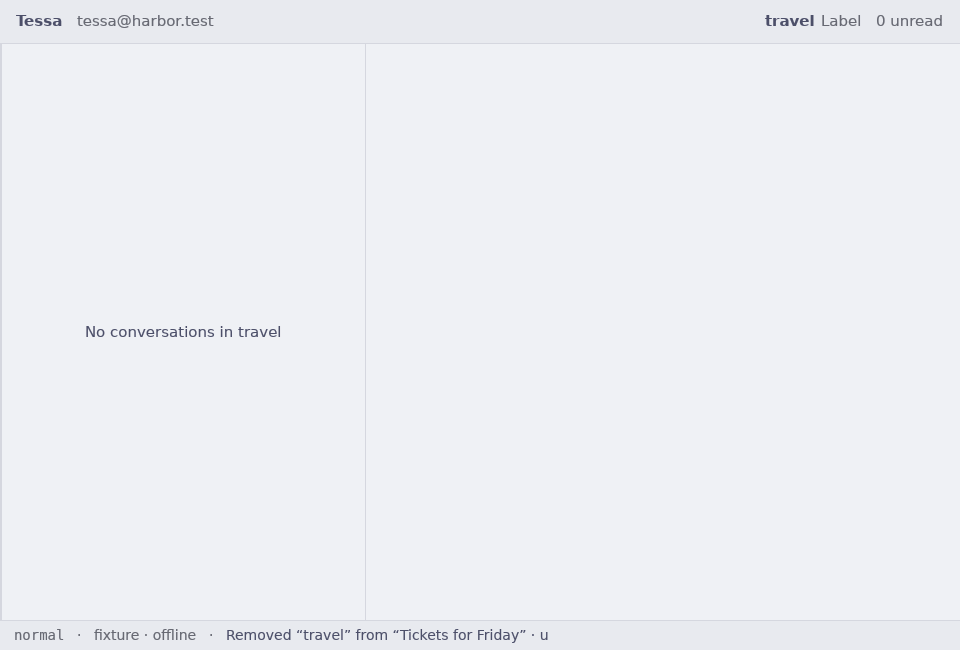 Tessa tessa@harbor.test travel Label 0 unread
No conversations in travel
normal · fixture · offline · Removed “travel” from “Tickets for Friday” · u